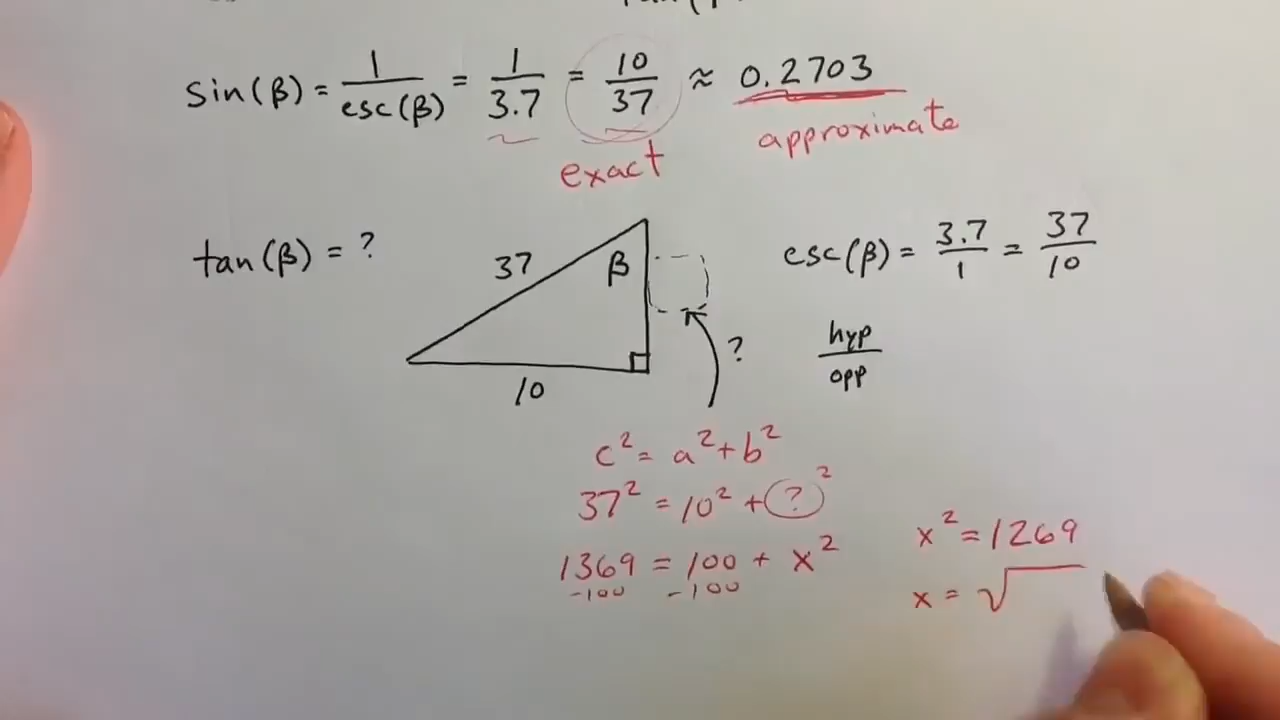 sin(β) = 1/csc(β) = 1/3.7 = 10/37 ≈ 0.2703
exact
approximate
tan(β) = ?
37
β
10
?
csc(β) = 3.7/1 = 37/10
hyp/opp
c² = a² + b²
37² = 10² + (?)²
1369 = 100 + x²
-100 -100
x² = 1269
x = √